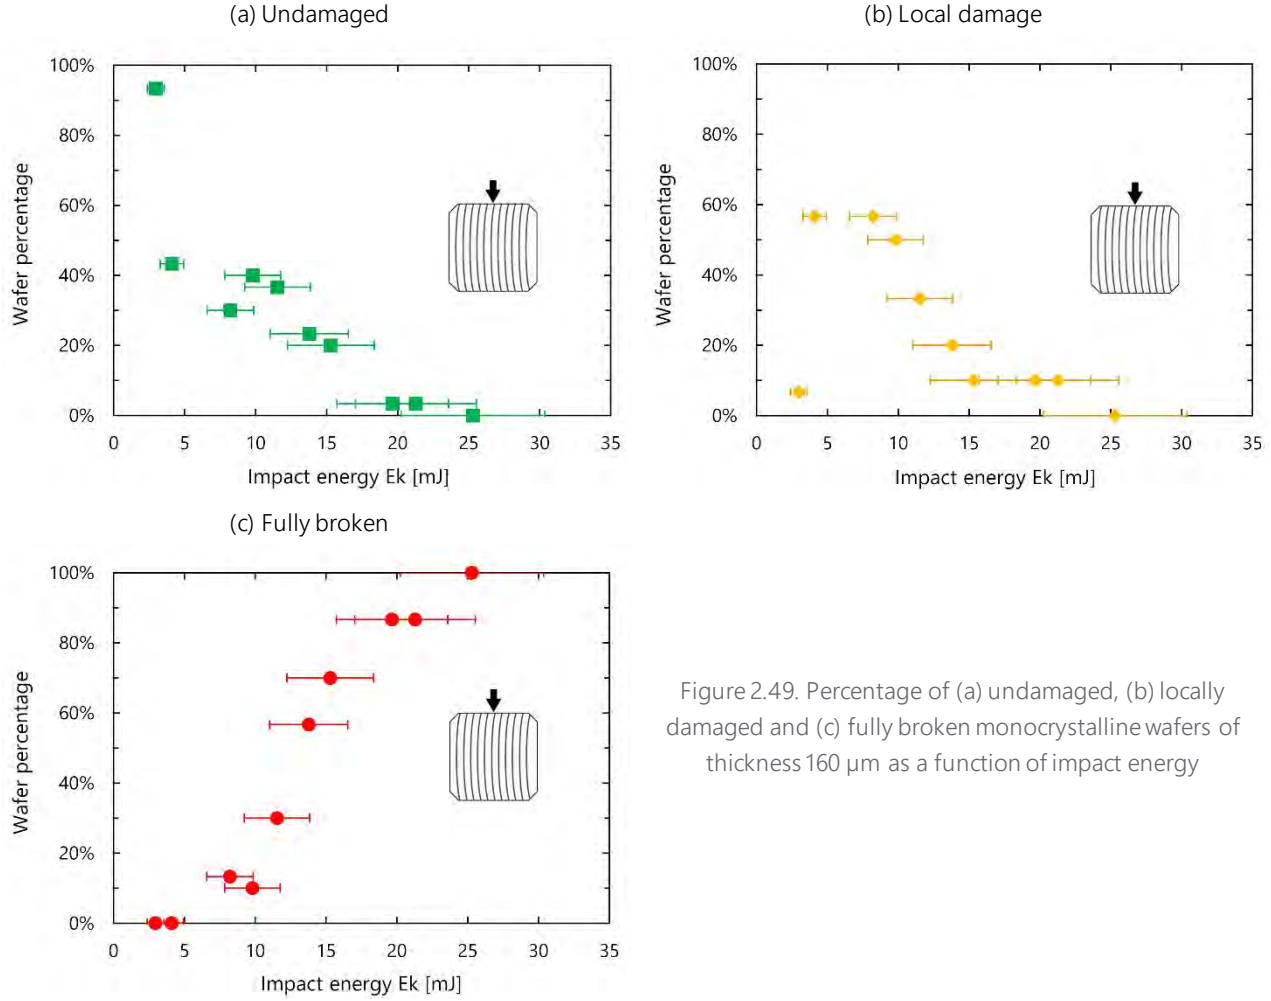 (a) Undamaged
100%
80%
60%
40%
20%
0%
Wafer percentage
0 5 10 15 20 25 30 35
Impact energy Ek [mJ]
(b) Local damage
100%
80%
60%
40%
20%
0%
Wafer percentage
0 5 10 15 20 25 30 35
Impact energy Ek [mJ]
(c) Fully broken
100%
80%
60%
40%
20%
0%
Wafer percentage
0 5 10 15 20 25 30 35
Impact energy Ek [mJ]
Figure 2.49. Percentage of (a) undamaged, (b) locally
damaged and (c) fully broken monocrystalline wafers of
thickness 160 µm as a function of impact energy